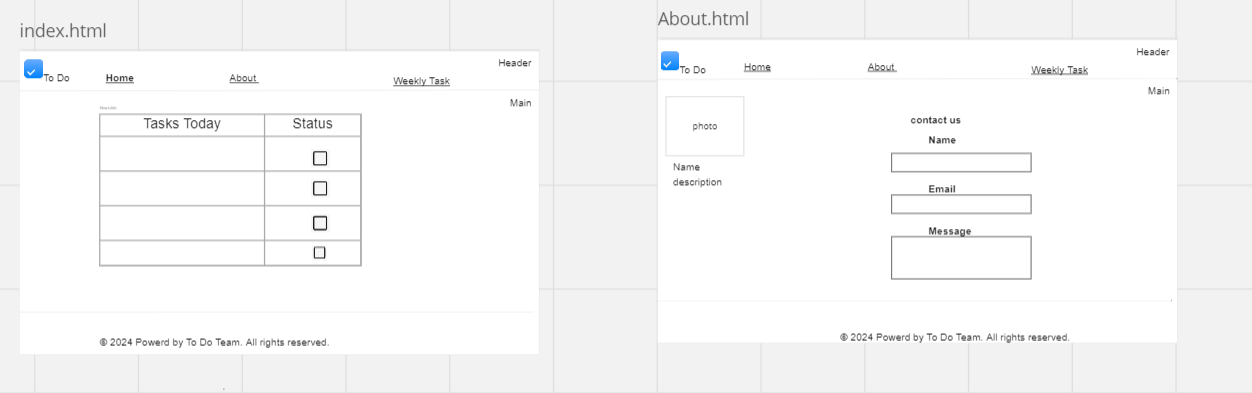 index.html
Header
To Do
Home
About
Weekly Task
Main
Tasks Today
Status
© 2024 Powerd by To Do Team. All rights reserved.
About.html
Header
To Do
Home
About
Weekly Task
Main
photo
Name
description
contact us
Name
Email
Message
© 2024 Powerd by To Do Team. All rights reserved.